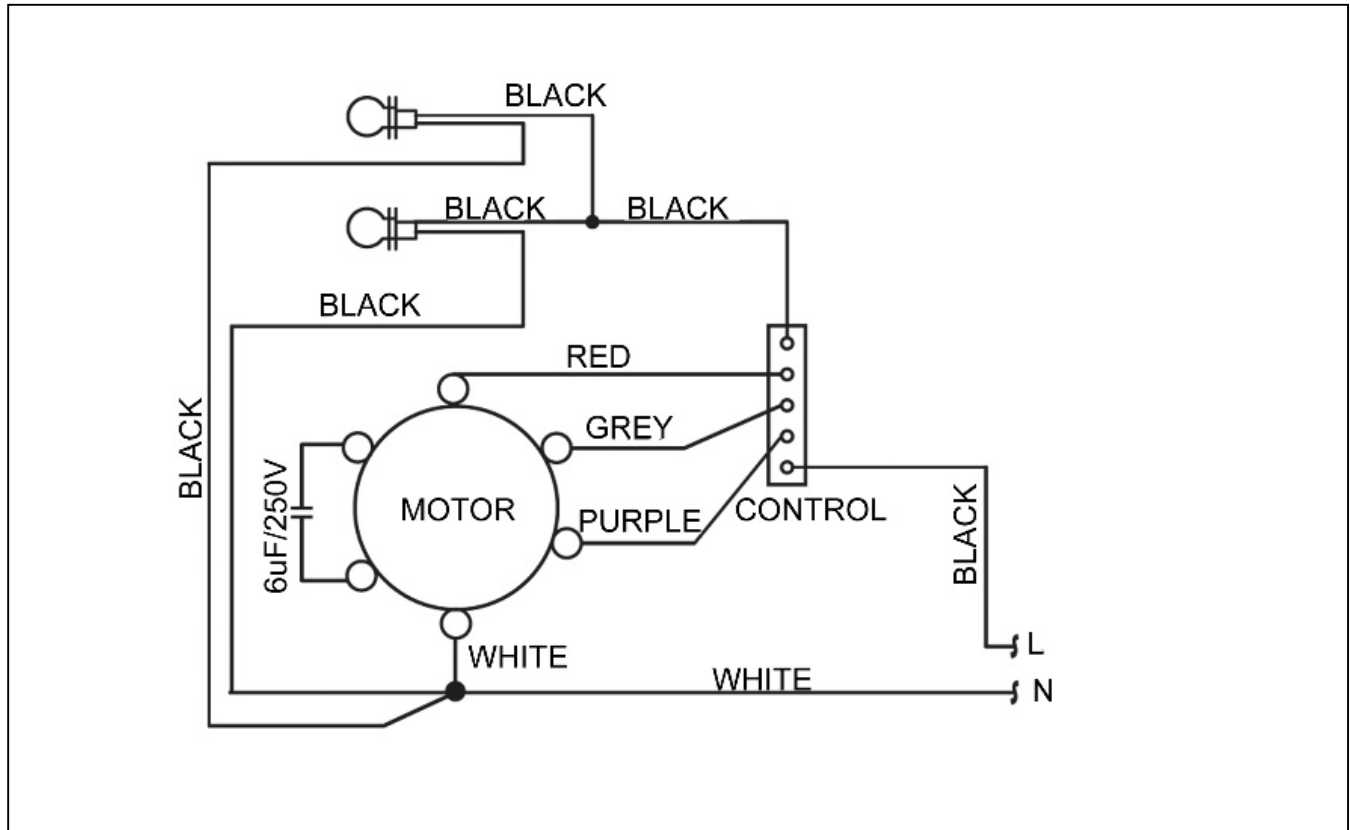 BLACK
BLACK
BLACK
BLACK
RED
GREY
BLACK
6uF/250V
MOTOR
PURPLE
CONTROL
BLACK
WHITE
L
WHITE
N